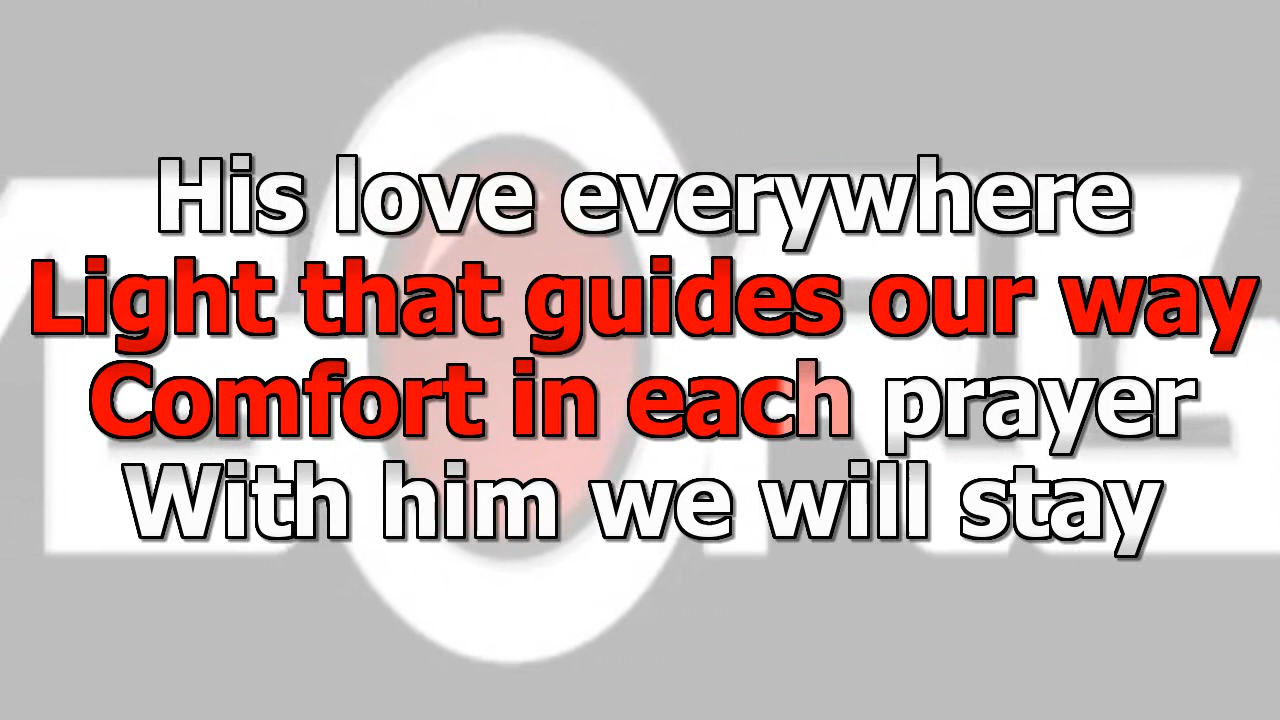 His love everywhere
Light that guides our way
Comfort in each prayer
With him we will stay